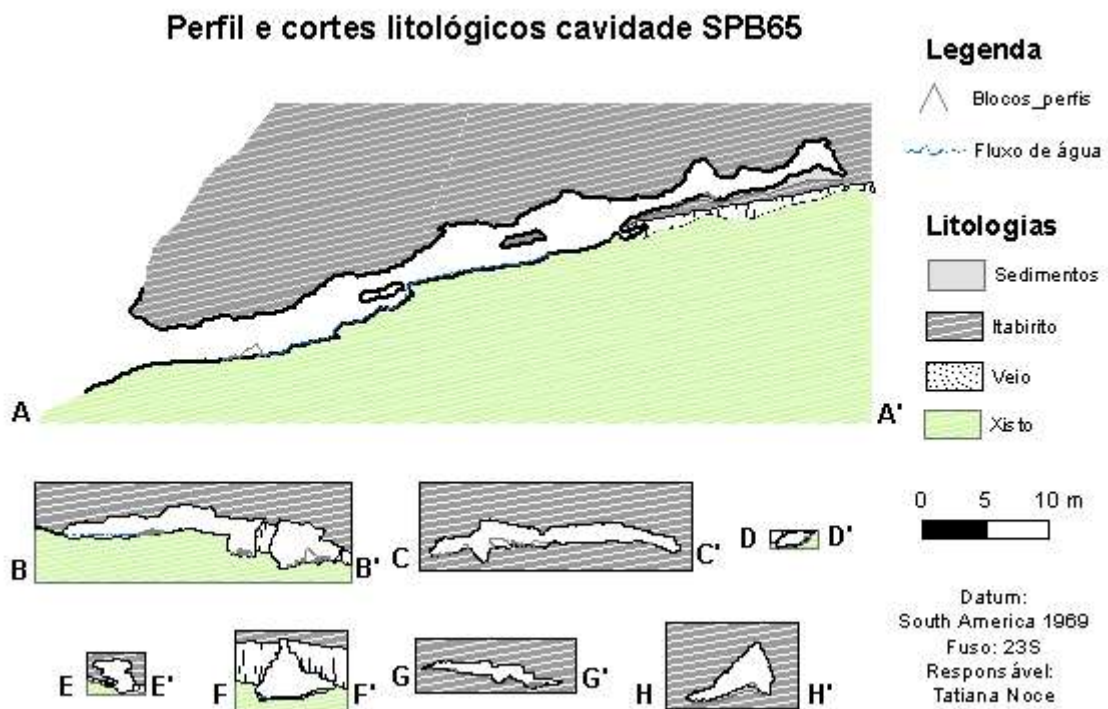 Perfil e cortes litológicos cavidade SPB65
Legenda
Blocos_perfis
Fluxo de água
Litologias
Sedimentos
Itabirito
Veio
Xisto
A
A'
B
B'
C
C'
D
D'
0 5 10 m
E
E'
F
F'
G
G'
H
H'
Datum:
South America 1969
Fuso: 23S
Responsável:
Tatiana Noce